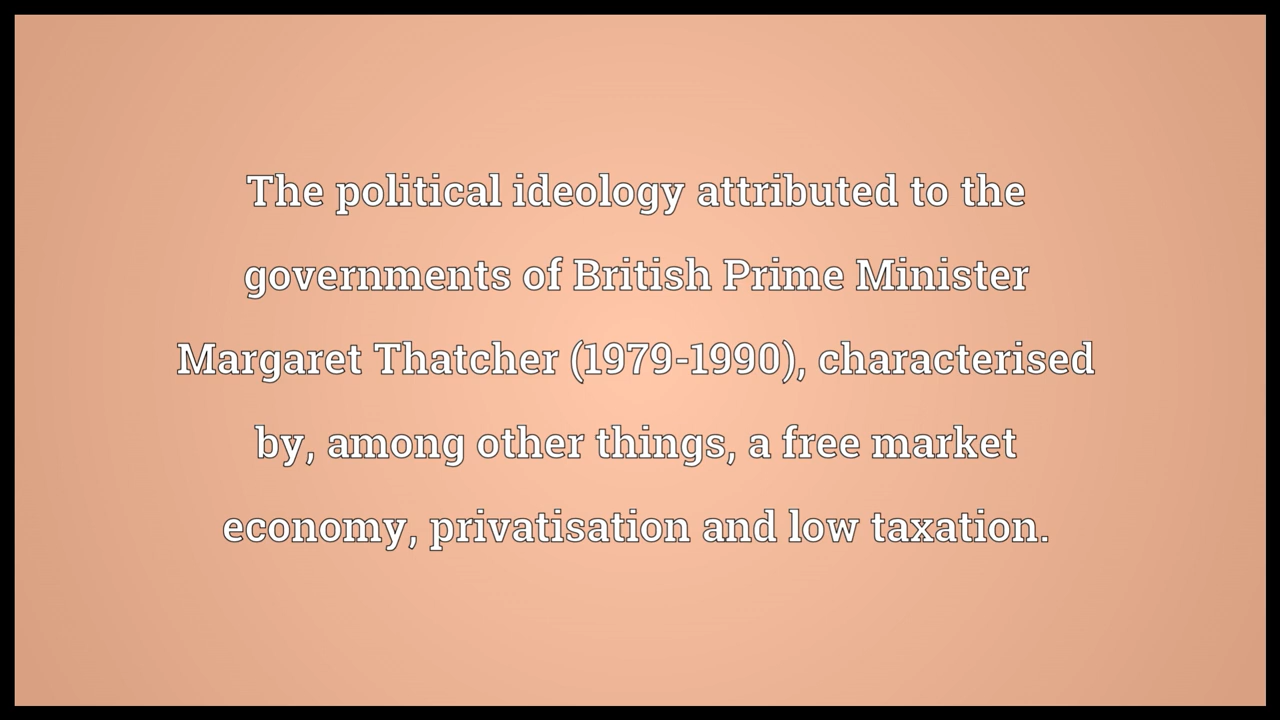 The political ideology attributed to the
governments of British Prime Minister
Margaret Thatcher (1979-1990), characterised
by, among other things, a free market
economy, privatisation and low taxation.